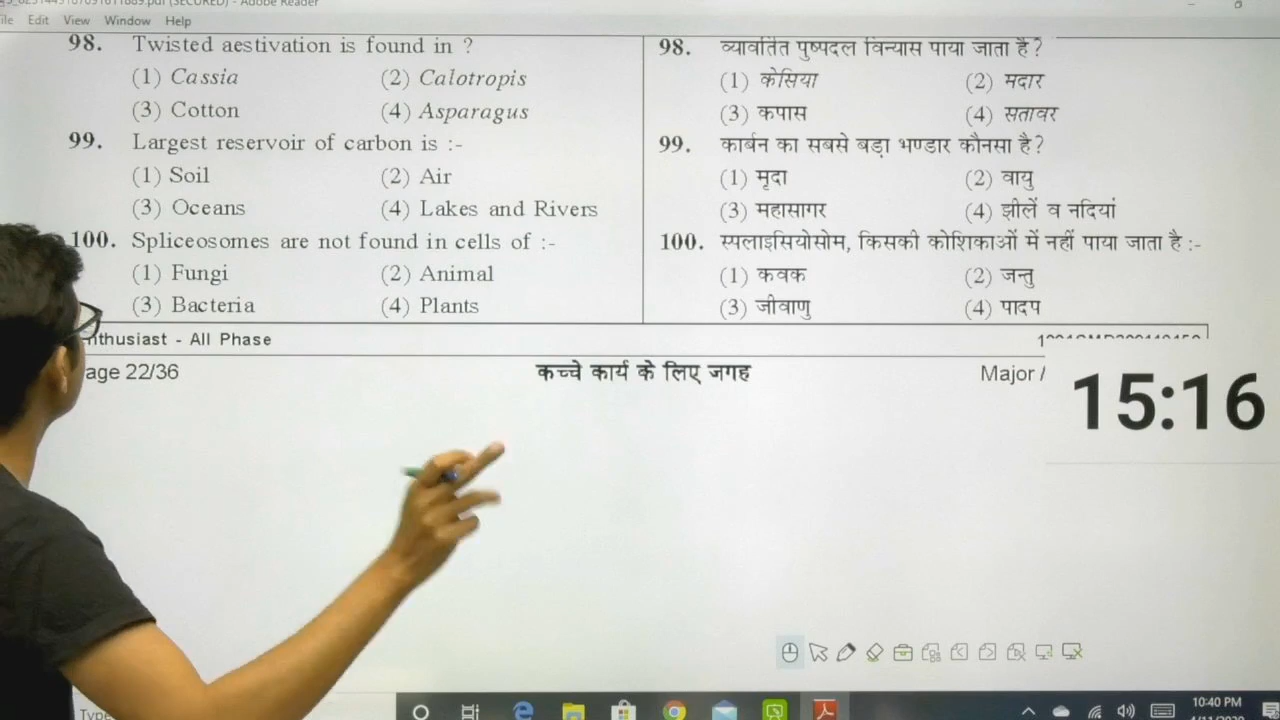 (SECURED) - Adobe Reader
File Edit View Window Help
98. Twisted aestivation is found in ?
(1) Cassia (2) Calotropis
(3) Cotton (4) Asparagus
99. Largest reservoir of carbon is :-
(1) Soil (2) Air
(3) Oceans (4) Lakes and Rivers
100. Spliceosomes are not found in cells of :-
(1) Fungi (2) Animal
(3) Bacteria (4) Plants
98. व्यावर्तित पुष्पदल विन्यास पाया जाता है ?
(1) केसिया (2) मदार
(3) कपास (4) सतावर
99. कार्बन का सबसे बड़ा भण्डार कौनसा है ?
(1) मृदा (2) वायु
(3) महासागर (4) झीलें व नदियां
100. स्पलाइसियोसोम, किसकी कोशिकाओं में नहीं पाया जाता है :-
(1) कवक (2) जन्तु
(3) जीवाणु (4) पादप
nthusiast - All Phase
age 22/36 कच्चे कार्य के लिए जगह Major /
15:16
Type
10:40 PM